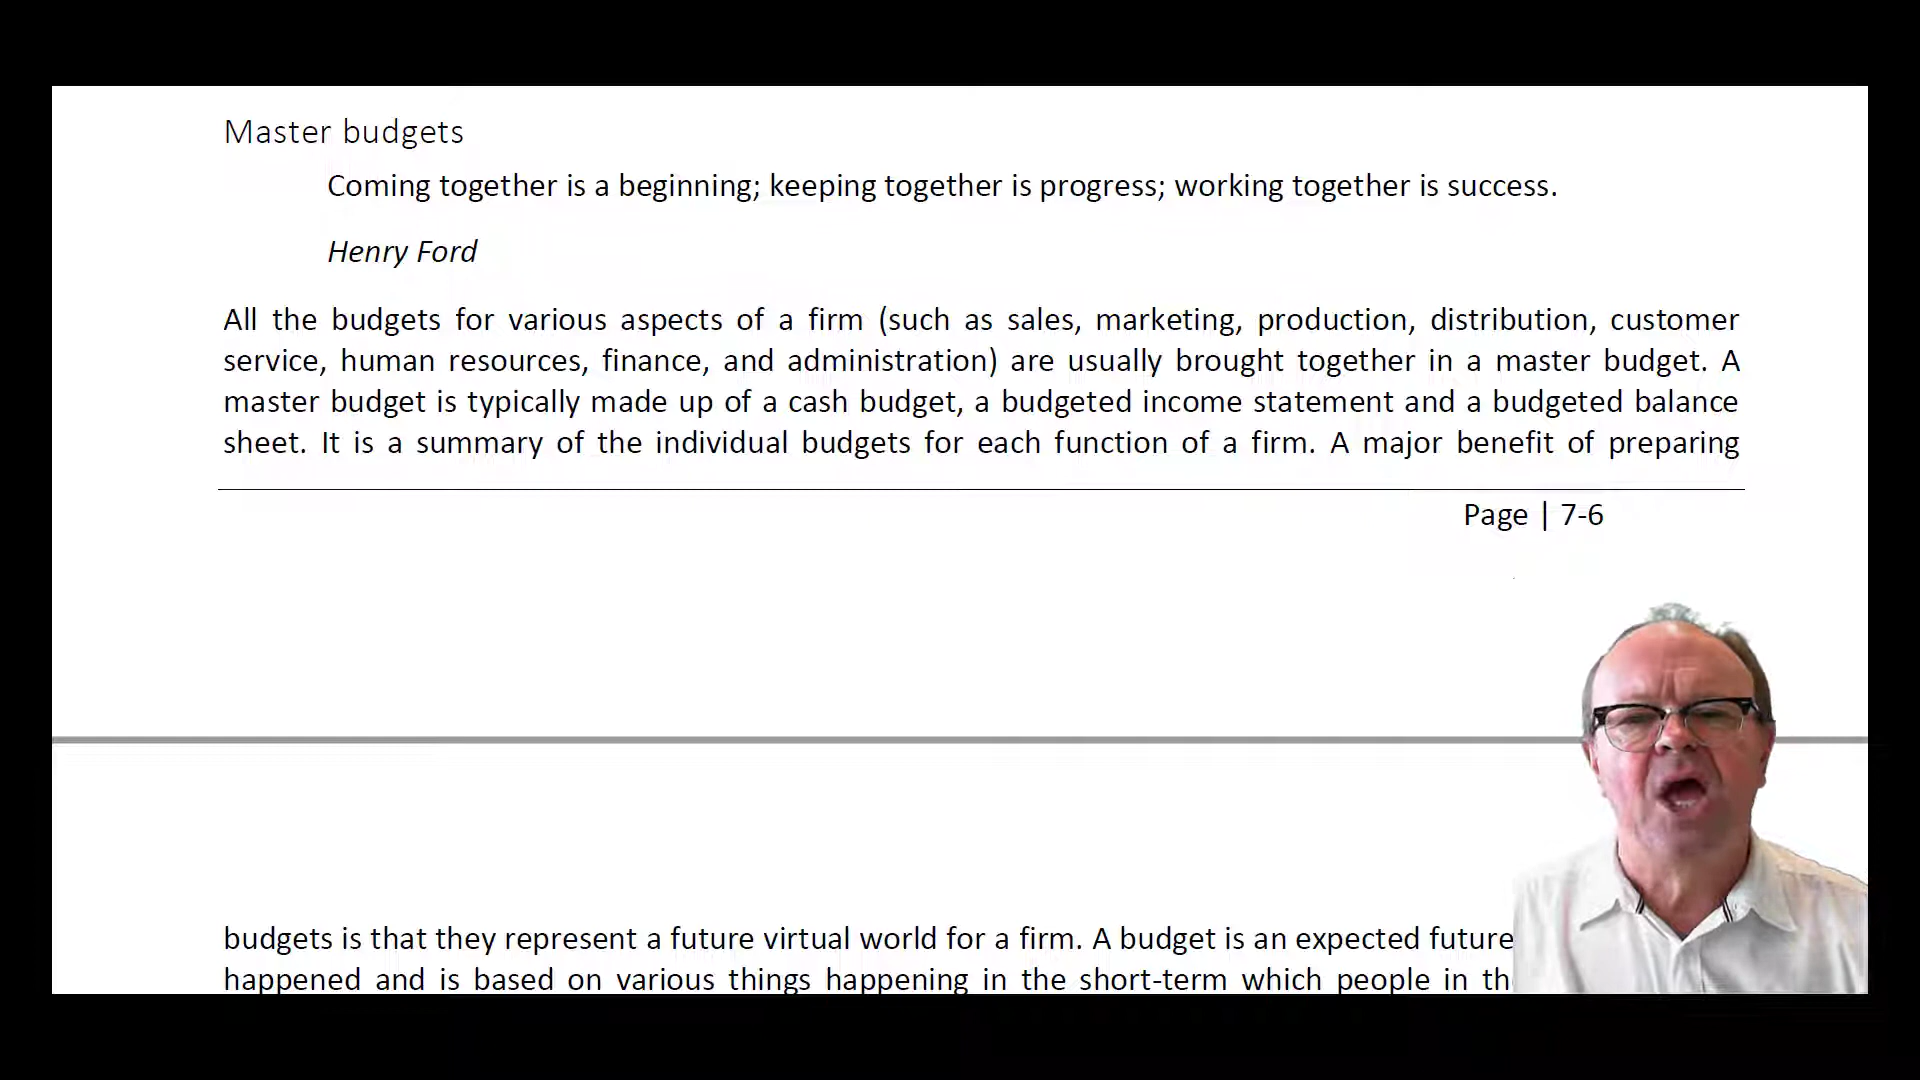 Master budgets
Coming together is a beginning; keeping together is progress; working together is success.
Henry Ford
All the budgets for various aspects of a firm (such as sales, marketing, production, distribution, customer
service, human resources, finance, and administration) are usually brought together in a master budget. A
master budget is typically made up of a cash budget, a budgeted income statement and a budgeted balance
sheet. It is a summary of the individual budgets for each function of a firm. A major benefit of preparing
Page | 7-6
budgets is that they represent a future virtual world for a firm. A budget is an expected future
happened and is based on various things happening in the short-term which people in